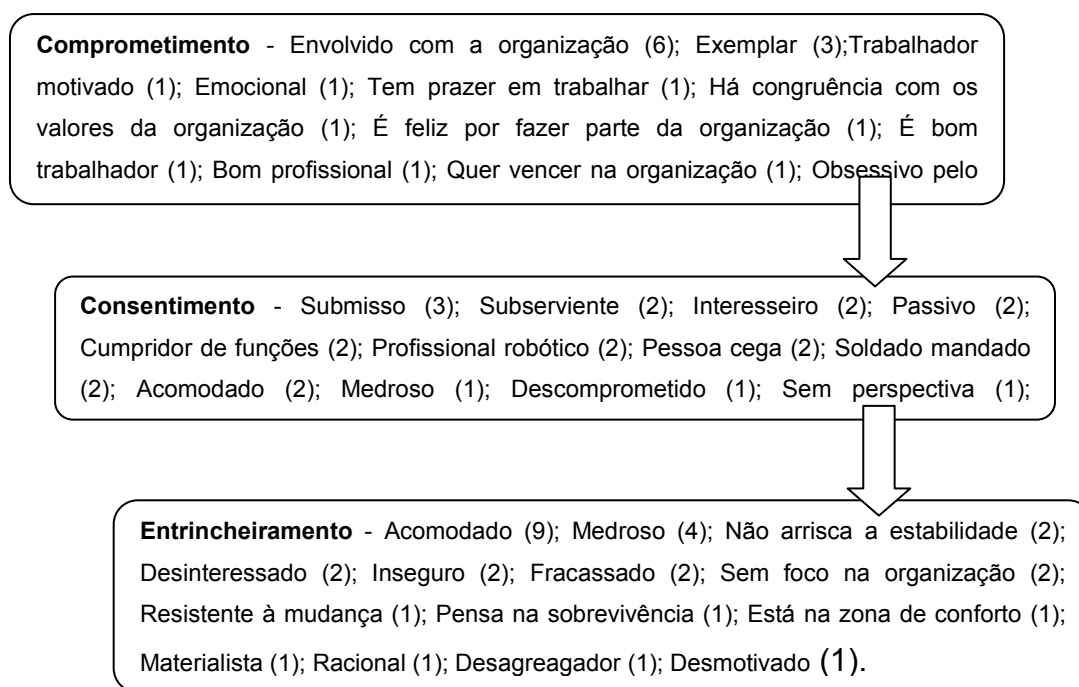 Comprometimento - Envolvido com a organização (6); Exemplar (3);Trabalhador
motivado (1); Emocional (1); Tem prazer em trabalhar (1); Há congruência com os
valores da organização (1); É feliz por fazer parte da organização (1); É bom
trabalhador (1); Bom profissional (1); Quer vencer na organização (1); Obsessivo pelo
Consentimento - Submisso (3); Subserviente (2); Interesseiro (2); Passivo (2);
Cumpridor de funções (2); Profissional robótico (2); Pessoa cega (2); Soldado mandado
(2); Acomodado (2); Medroso (1); Descomprometido (1); Sem perspectiva (1);
Entrincheiramento - Acomodado (9); Medroso (4); Não arrisca a estabilidade (2);
Desinteressado (2); Inseguro (2); Fracassado (2); Sem foco na organização (2);
Resistente à mudança (1); Pensa na sobrevivência (1); Está na zona de conforto (1);
Materialista (1); Racional (1); Desagreagador (1); Desmotivado (1).